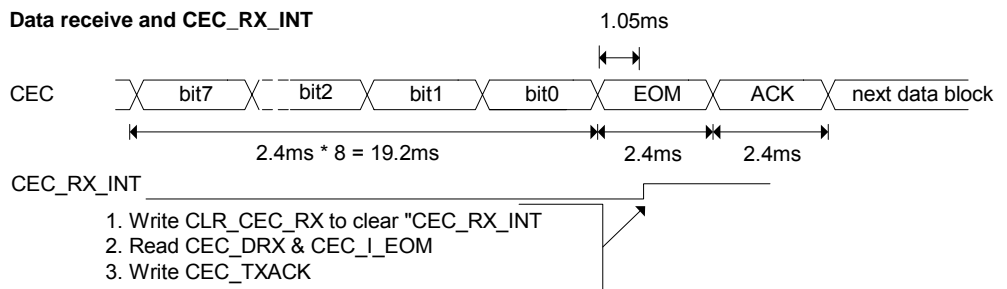 Data receive and CEC_RX_INT
1.05ms
CEC bit7 bit2 bit1 bit0 EOM ACK next data block
2.4ms * 8 = 19.2ms 2.4ms 2.4ms
CEC_RX_INT
1. Write CLR_CEC_RX to clear "CEC_RX_INT
2. Read CEC_DRX & CEC_I_EOM
3. Write CEC_TXACK